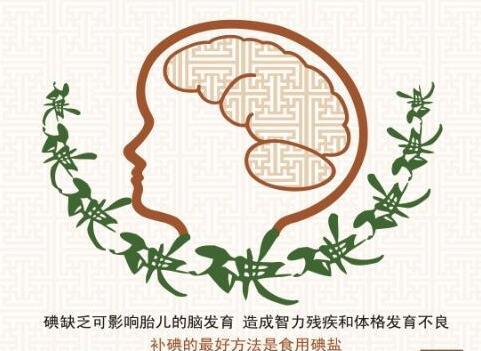 碘缺乏可影响胎儿的脑发育 造成智力残疾和体格发育不良
补碘的最好方法是食用碘盐